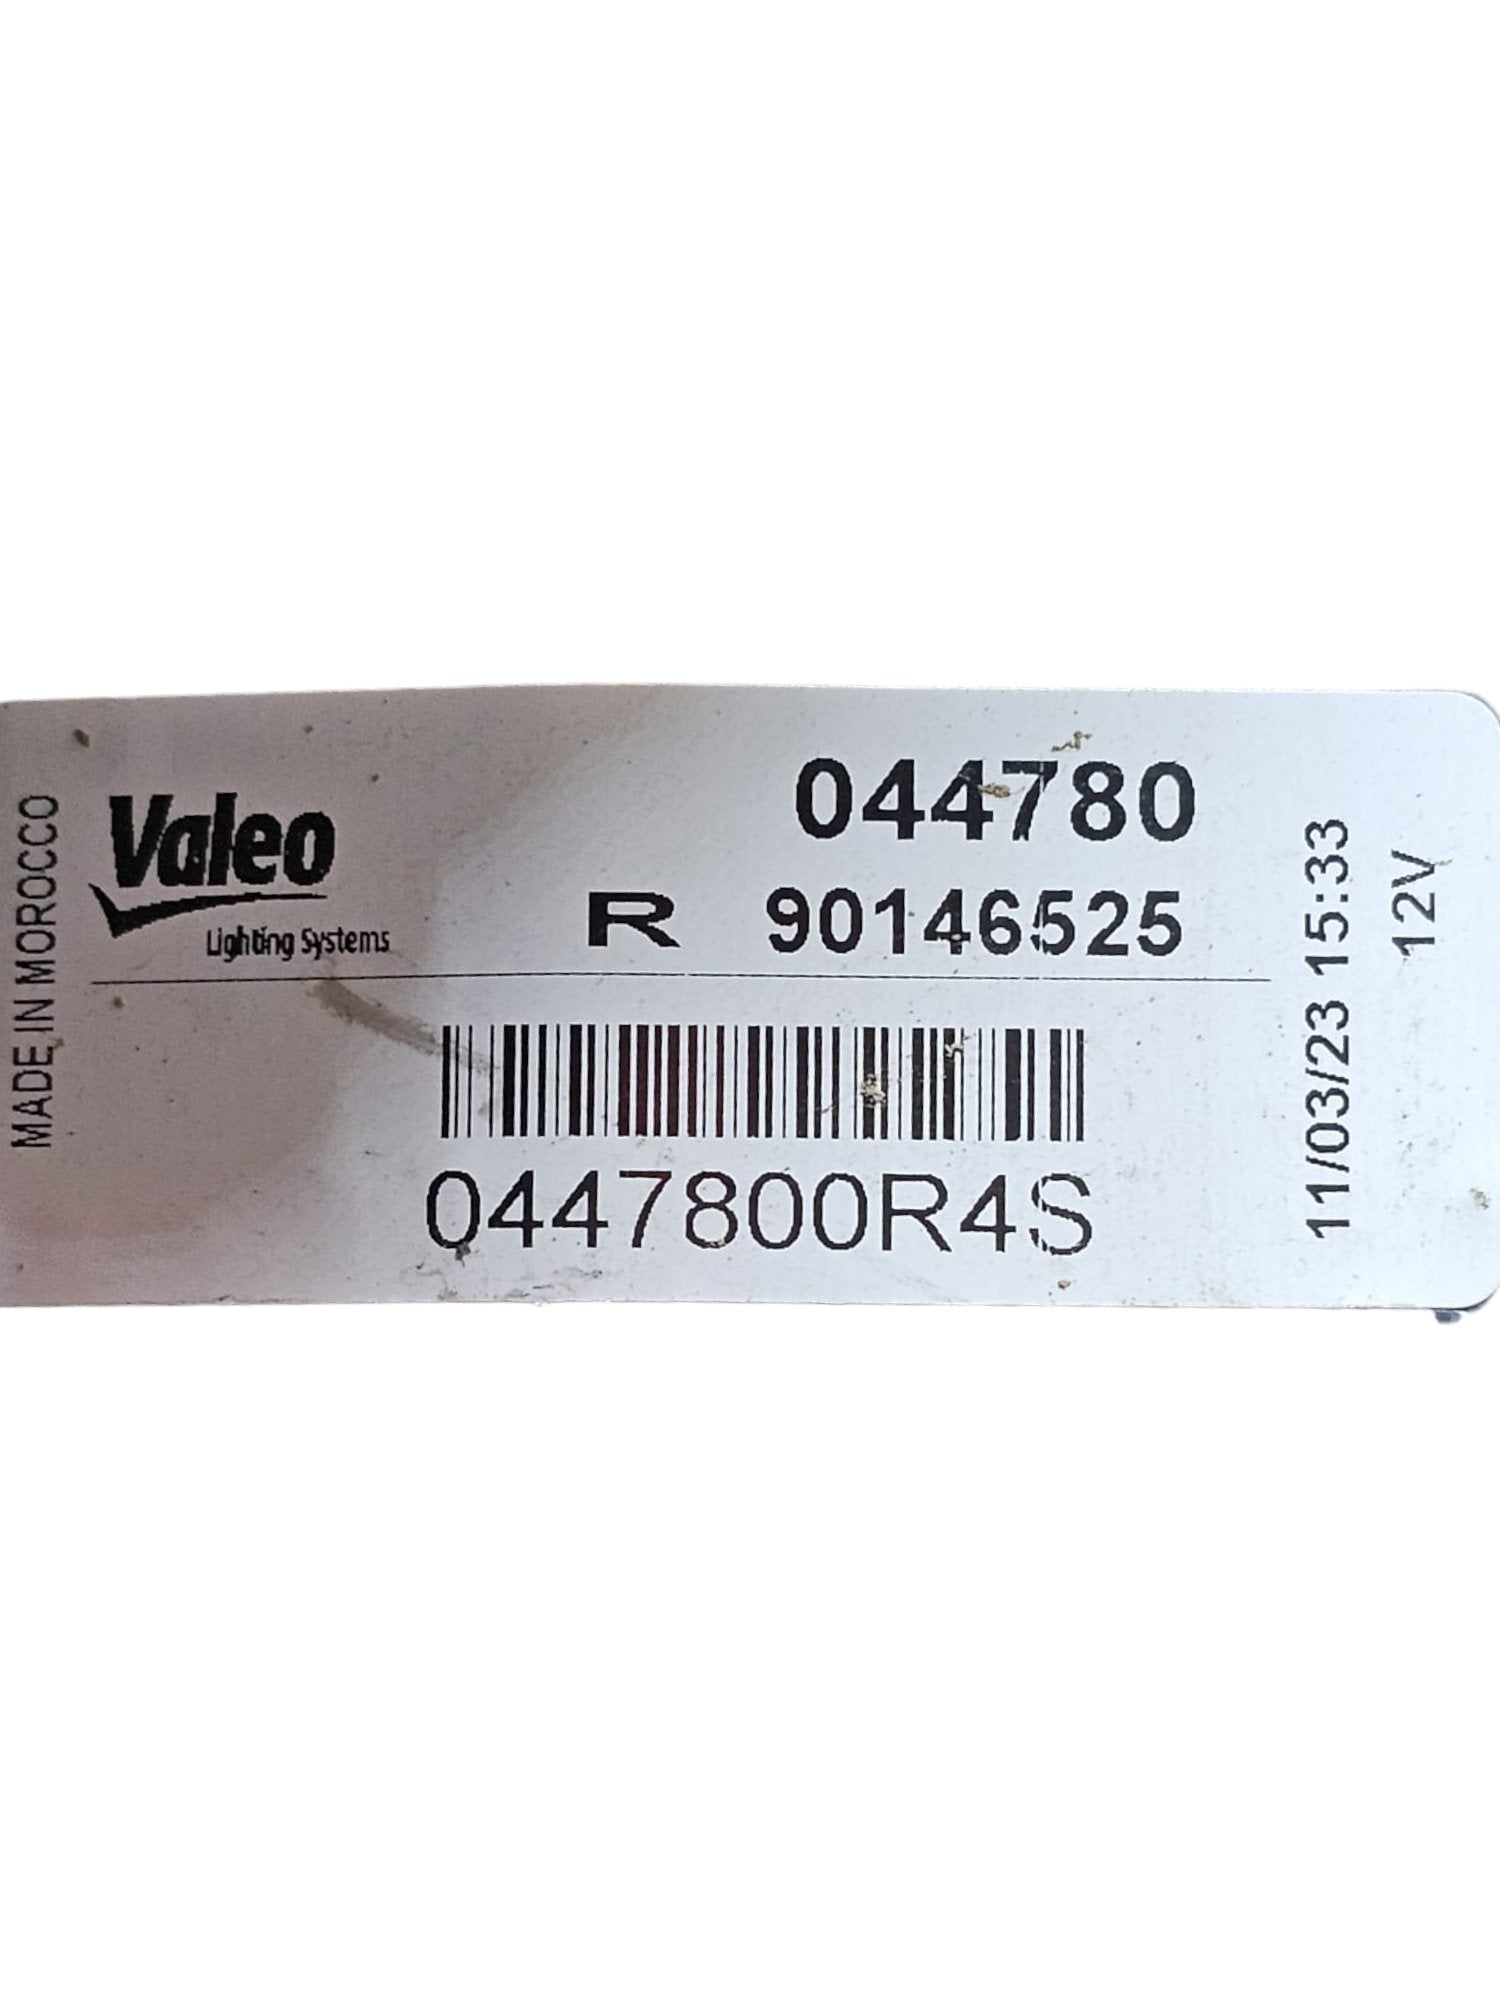 MADE IN MOROCCO
Valeo
Lighting Systems
044780
R 90146525
0447800R4S
11/03/23 15:33
12V